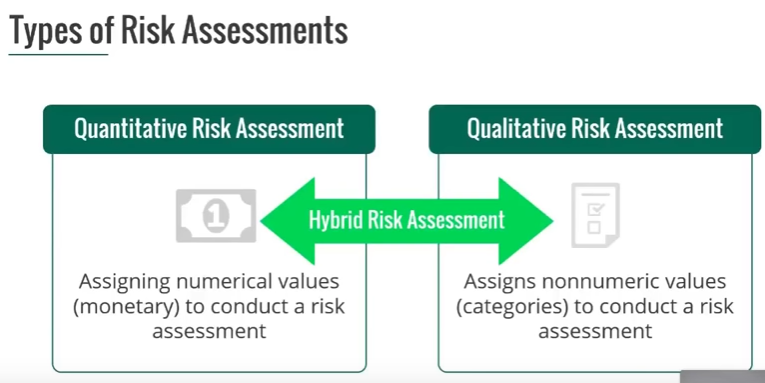 Types of Risk Assessments
Quantitative Risk Assessment
Assigning numerical values
(monetary) to conduct a risk
assessment
Hybrid Risk Assessment
Qualitative Risk Assessment
Assigns nonnumeric values
(categories) to conduct a risk
assessment
1